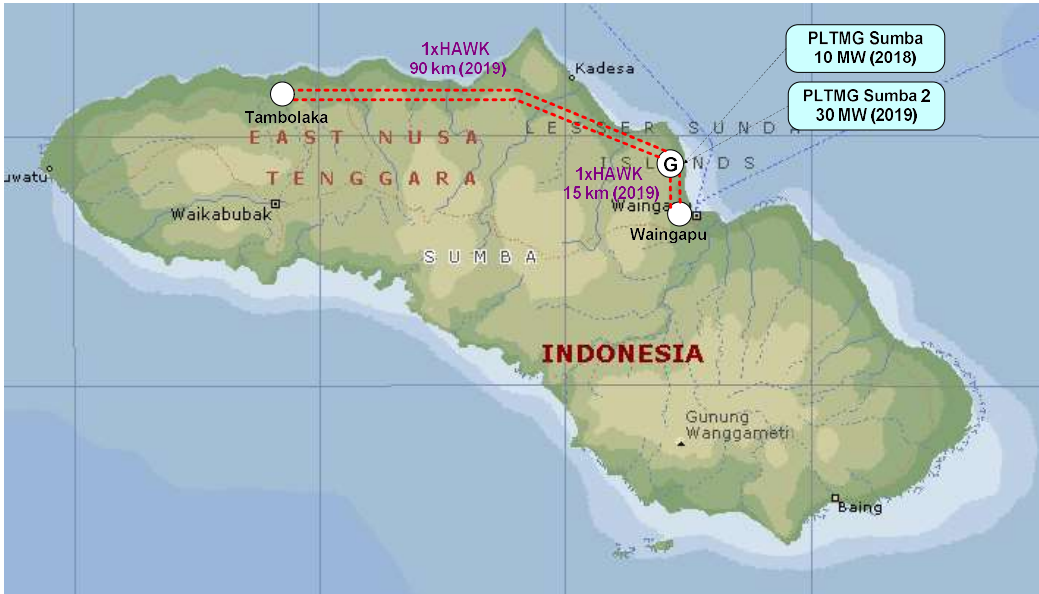 1xHAWK
90 km (2019)
PLTMG Sumba
10 MW (2018)
Kadesa
PLTMG Sumba 2
30 MW (2019)
Tambolaka
EAST NUSA
TENGGARA
LESSER SUNDA
ISLANDS
G
1xHAWK
15 km (2019)
uwatu
Waikabubak
Wainga
Waingapu
SUMBA
INDONESIA
Gunung
Wanggameti
Baing